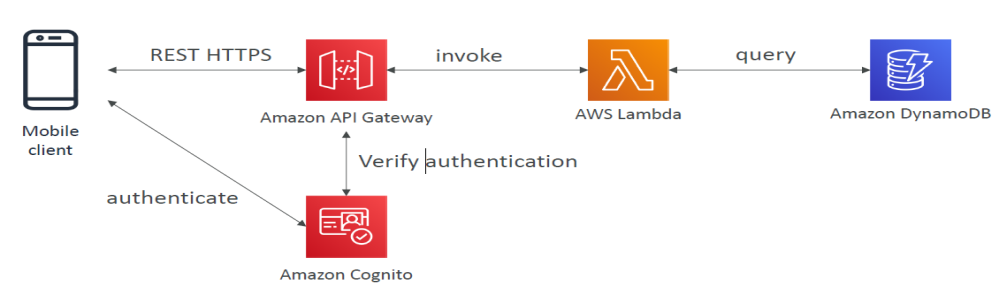 REST HTTPS
invoke
query
Amazon API Gateway
AWS Lambda
Amazon DynamoDB
Mobile
client
Verify authentication
authenticate
Amazon Cognito